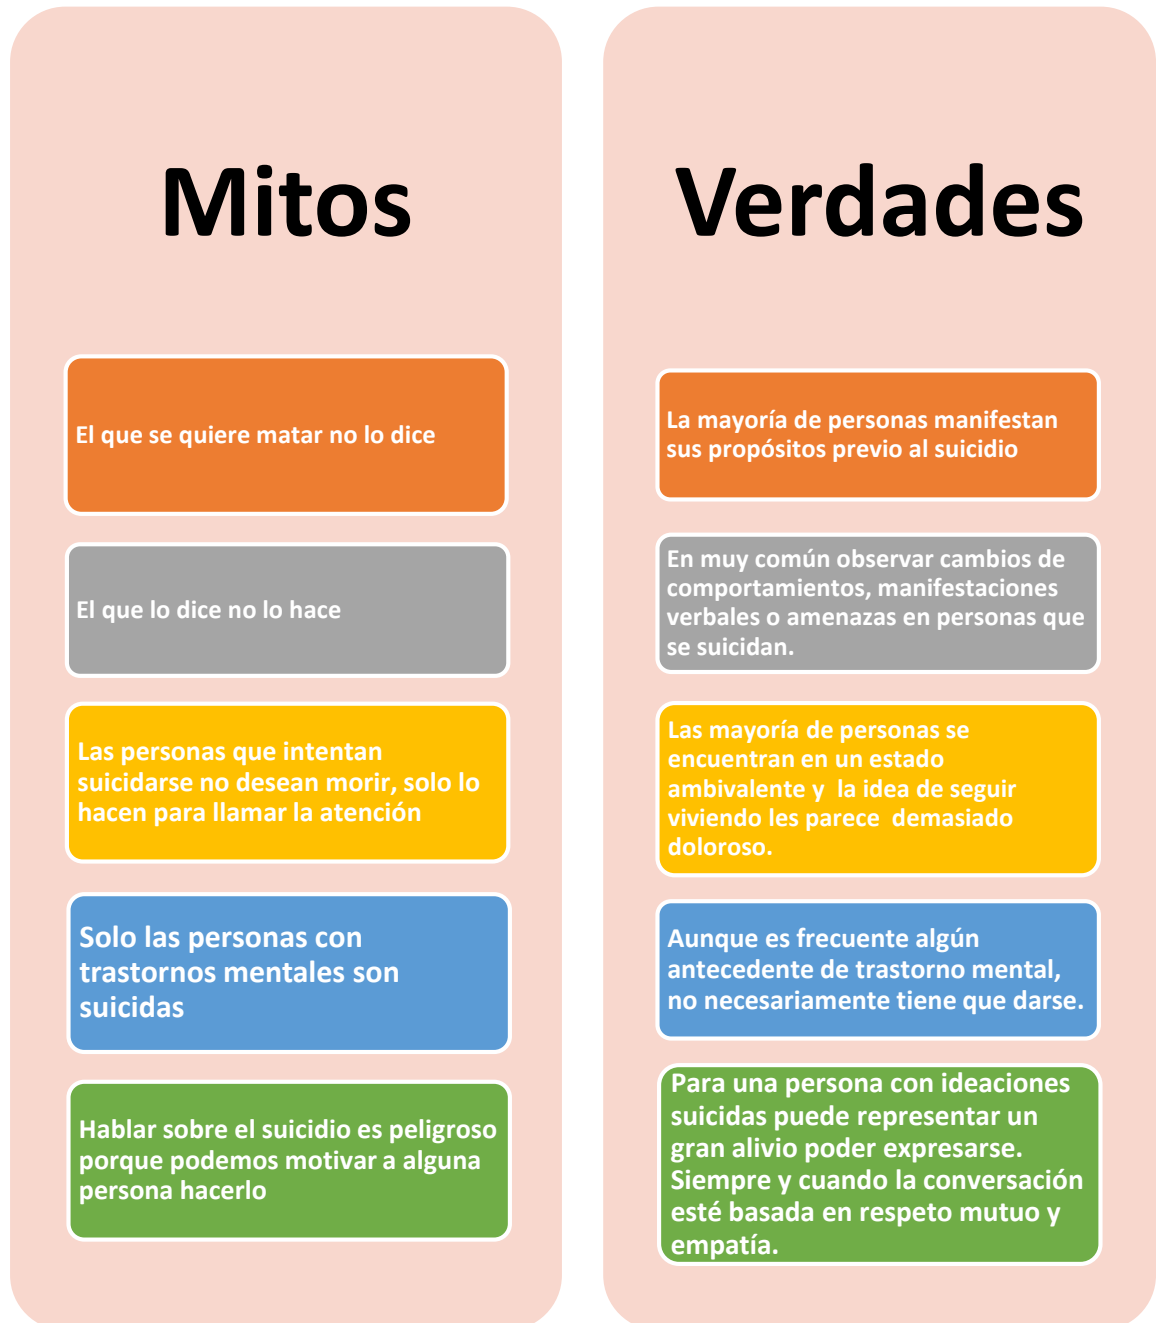 Mitos
El que se quiere matar no lo dice
El que lo dice no lo hace
Las personas que intentan
suicidarse no desean morir, solo lo
hacen para llamar la atención
Solo las personas con
trastornos mentales son
suicidas
Hablar sobre el suicidio es peligroso
porque podemos motivar a alguna
persona hacerlo
Verdades
La mayoría de personas manifestan
sus propósitos previo al suicidio
En muy común observar cambios de
comportamientos, manifestaciones
verbales o amenazas en personas que
se suicidan.
Las mayoría de personas se
encuentran en un estado
ambivalente y la idea de seguir
viviendo les parece demasiado
doloroso.
Aunque es frecuente algún
antecedente de trastorno mental,
no necesariamente tiene que darse.
Para una persona con ideaciones
suicidas puede representar un
gran alivio poder expresarse.
Siempre y cuando la conversación
esté basada en respeto mutuo y
empatía.